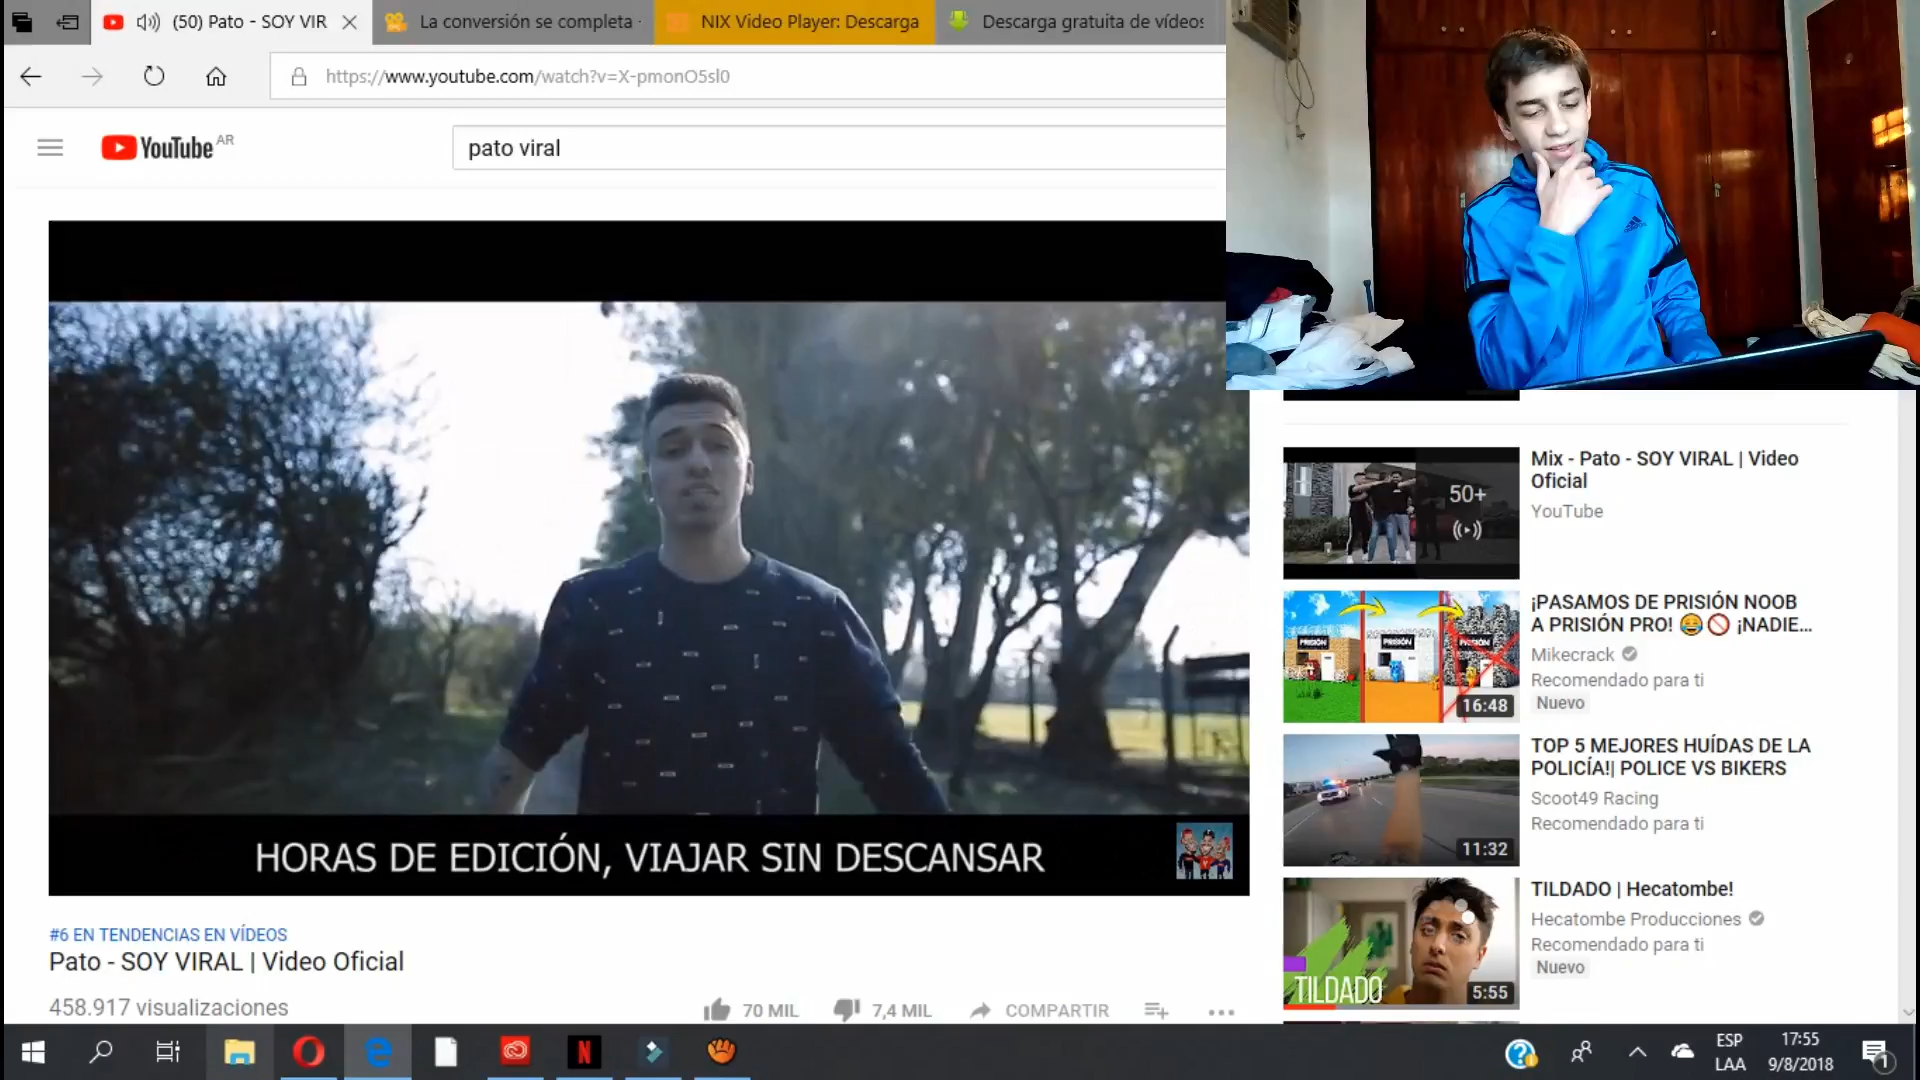 (50) Pato - SOY VIR
La conversión se completa
NIX Video Player: Descarga
Descarga gratuita de vídeos
https://www.youtube.com/watch?v=X-pmonO5sl0
YouTube AR
pato viral
adidas
HORAS DE EDICIÓN, VIAJAR SIN DESCANSAR
#6 EN TENDENCIAS EN VÍDEOS
Pato - SOY VIRAL | Video Oficial
458.917 visualizaciones
70 MIL
7,4 MIL
COMPARTIR
50+
Mix - Pato - SOY VIRAL | Video
Oficial
YouTube
PRISIÓN
PRISIÓN
PRISIÓN
16:48
¡PASAMOS DE PRISIÓN NOOB
A PRISIÓN PRO! 😂🚫 ¡NADIE...
Mikecrack
Recomendado para ti
Nuevo
11:32
TOP 5 MEJORES HUÍDAS DE LA
POLICÍA!| POLICE VS BIKERS
Scoot49 Racing
Recomendado para ti
TILDADO
5:55
TILDADO | Hecatombe!
Hecatombe Producciones
Recomendado para ti
Nuevo
ESP
LAA
17:55
9/8/2018
1